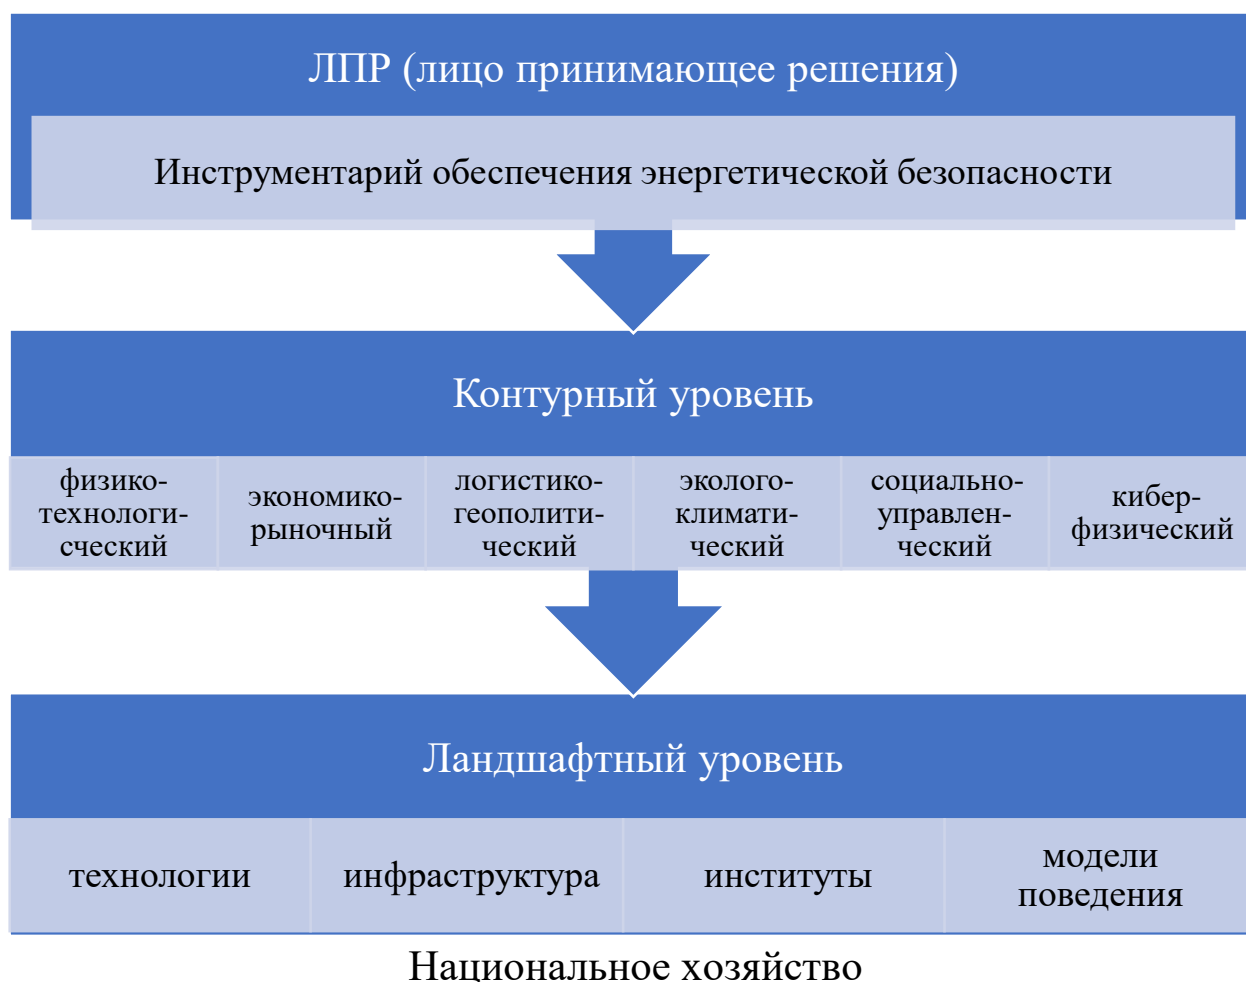 ЛПР (лицо принимающее решения)
Инструментарий обеспечения энергетической безопасности
Контурный уровень
физико-
технологи-
сческий
экономико-
рыночный
логистико-
геополити-
ческий
эколого-
климати-
ческий
социально-
управлен-
ческий
кибер-
физический
Ландшафтный уровень
технологии
инфраструктура
институты
модели
поведения
Национальное хозяйство